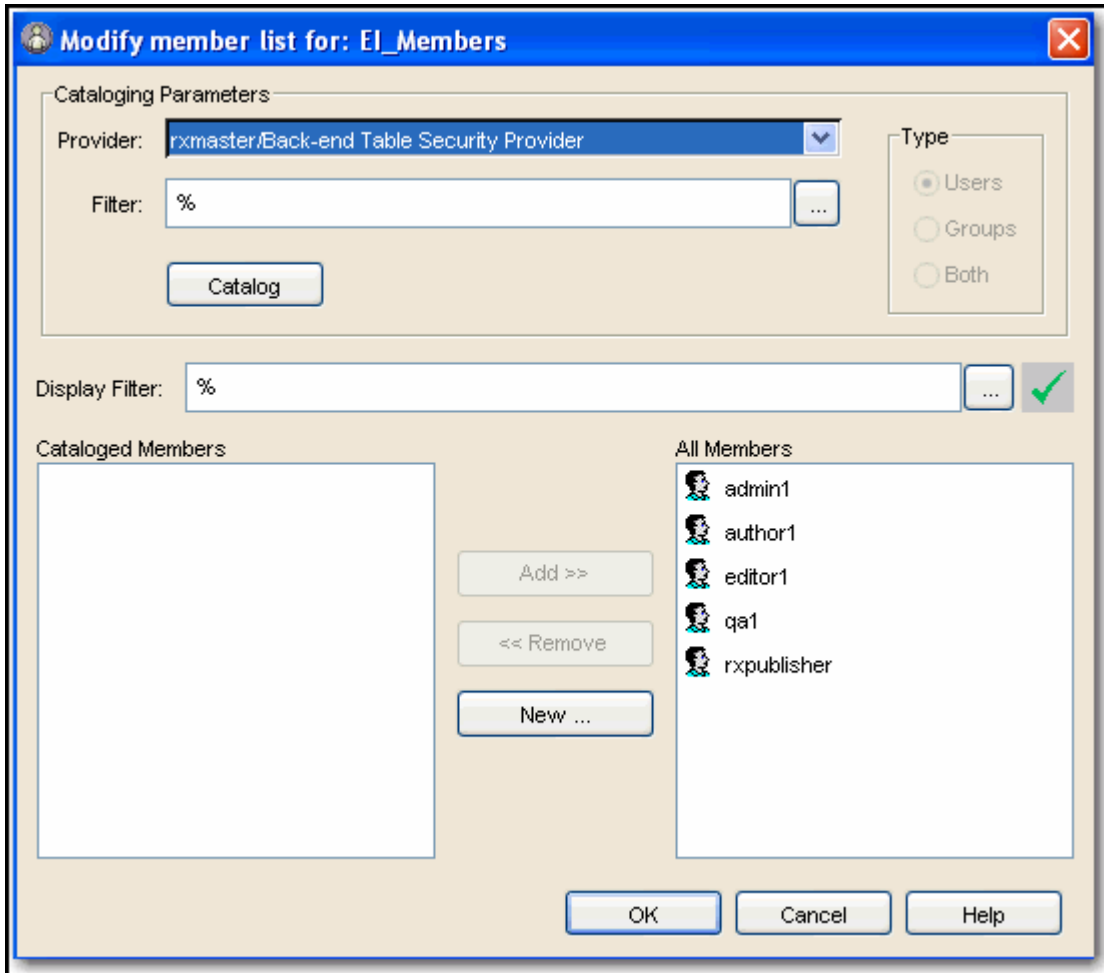 Modify member list for: EI_Members
Cataloging Parameters
Provider: rxmaster/Back-end Table Security Provider
Type
Users
Filter: % ...
Groups
Both
Catalog
Display Filter: % ...
Cataloged Members
All Members
admin1
author1
editor1
qa1
rxpublisher
Add >>
<< Remove
New ...
OK Cancel Help